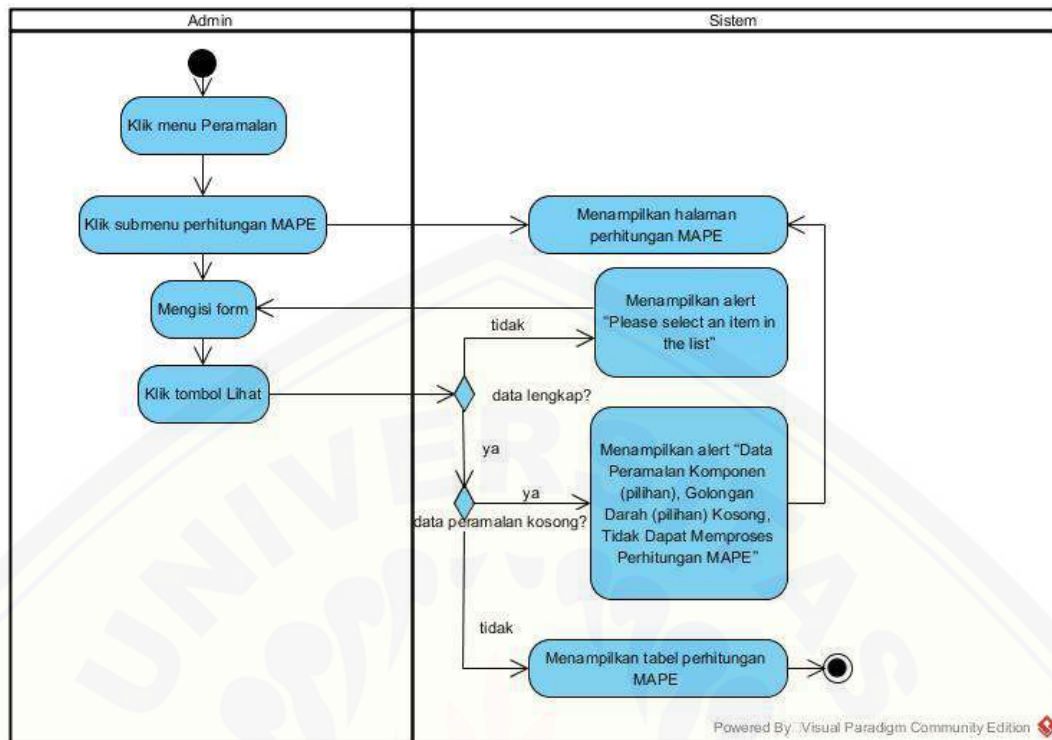 Admin
Sistem
Klik menu Peramalan
Klik submenu perhitungan MAPE
Menampilkan halaman
perhitungan MAPE
Mengisi form
Menampilkan alert
"Please select an item in
the list"
tidak
Klik tombol Lihat
data lengkap?
ya
Menampilkan alert "Data
Peramalan Komponen
(pilihan), Golongan
Darah (pilihan) Kosong,
Tidak Dapat Memproses
Perhitungan MAPE"
ya
data peramalan kosong?
tidak
Menampilkan tabel perhitungan
MAPE
UNIVERSITAS
Powered By Visual Paradigm Community Edition